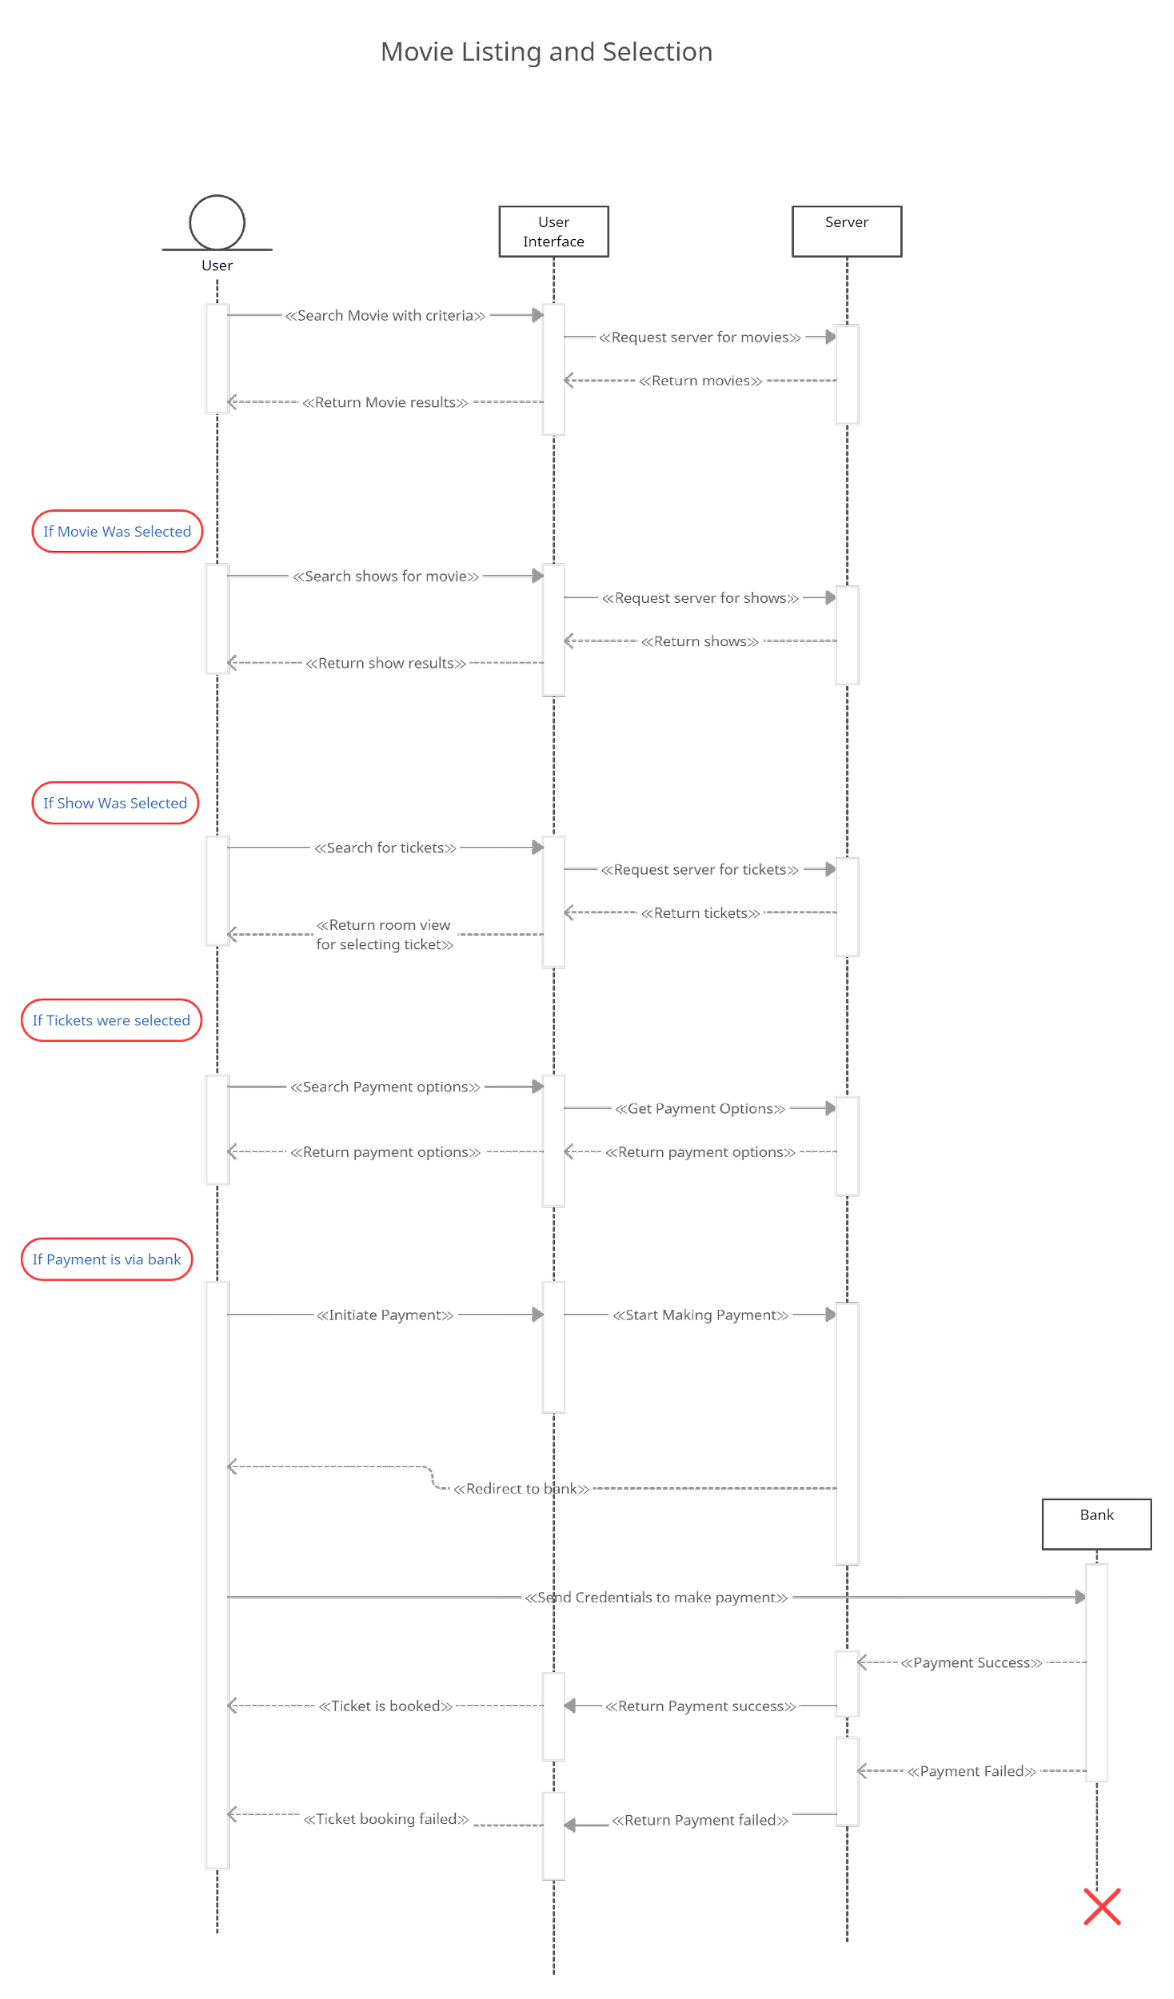 Movie Listing and Selection
User
User
Interface
Server
≪Search Movie with criteria≫
≪Request server for movies≫
≪Return movies≫
≪Return Movie results≫
If Movie Was Selected
≪Search shows for movie≫
≪Request server for shows≫
≪Return shows≫
≪Return show results≫
If Show Was Selected
≪Search for tickets≫
≪Request server for tickets≫
≪Return tickets≫
≪Return room view
for selecting ticket≫
If Tickets were selected
≪Search Payment options≫
≪Get Payment Options≫
≪Return payment options≫
≪Return payment options≫
If Payment is via bank
≪Initiate Payment≫
≪Start Making Payment≫
≪Redirect to bank≫
Bank
≪Send Credentials to make payment≫
≪Payment Success≫
≪Ticket is booked≫
≪Return Payment success≫
≪Payment Failed≫
≪Ticket booking failed≫
≪Return Payment failed≫